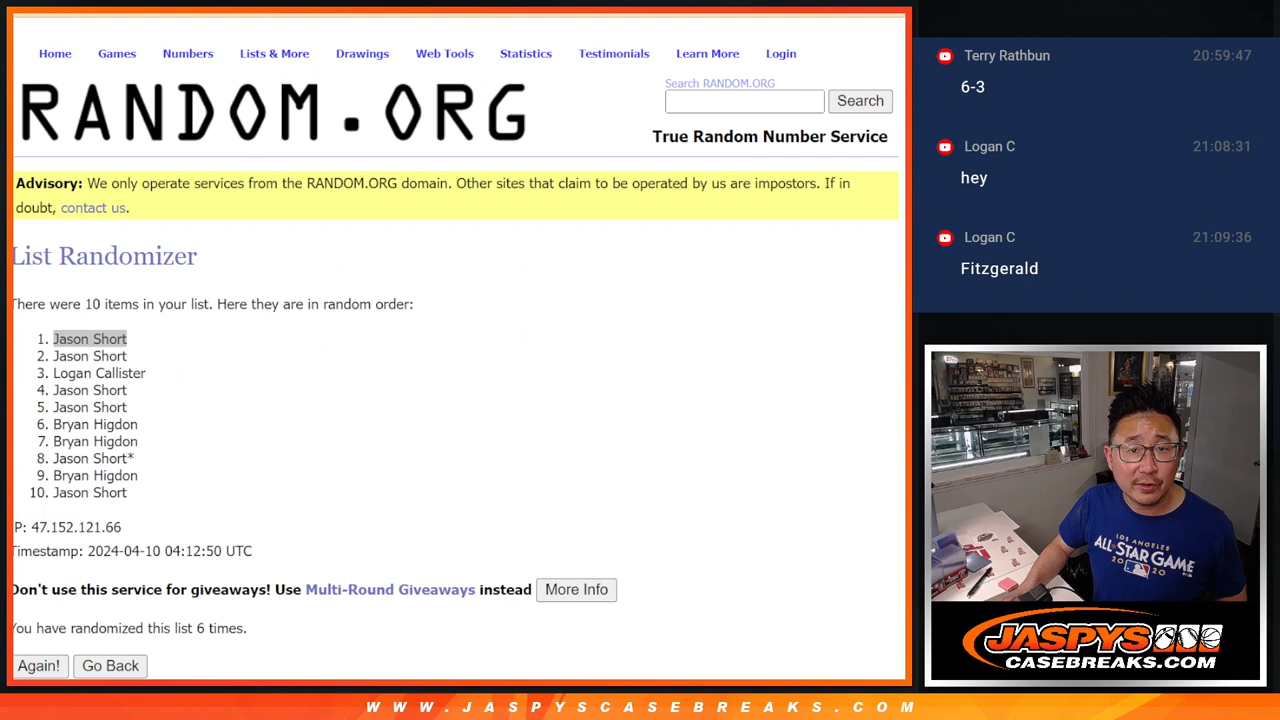 Home Games Numbers Lists & More Drawings Web Tools Statistics Testimonials Learn More Login
RANDOM.ORG
Search RANDOM.ORG
Search
True Random Number Service
Advisory: We only operate services from the RANDOM.ORG domain. Other sites that claim to be operated by us are impostors. If in
doubt, contact us.
List Randomizer
There were 10 items in your list. Here they are in random order:
1. Jason Short
2. Jason Short
3. Logan Callister
4. Jason Short
5. Jason Short
6. Bryan Higdon
7. Bryan Higdon
8. Jason Short*
9. Bryan Higdon
10. Jason Short
IP: 47.152.121.66
Timestamp: 2024-04-10 04:12:50 UTC
Don't use this service for giveaways! Use Multi-Round Giveaways instead More Info
You have randomized this list 6 times.
Again! Go Back
Terry Rathbun 20:59:47
6-3
Logan C 21:08:31
hey
Logan C 21:09:36
Fitzgerald
LOS ANGELES
ALL STAR GAME
2020
JASPYS
CASEBREAKS.COM
WWW.JASPYSCASEBREAKS.COM